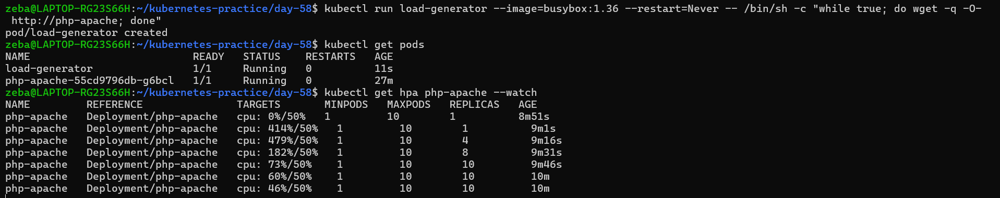 zeba@LAPTOP-RG23S66H:~/kubernetes-practice/day-58$ kubectl run load-generator --image=busybox:1.36 --restart=Never -- /bin/sh -c "while true; do wget -q -O-
 http://php-apache; done"
pod/load-generator created
zeba@LAPTOP-RG23S66H:~/kubernetes-practice/day-58$ kubectl get pods
NAME                          READY   STATUS    RESTARTS   AGE
load-generator                1/1     Running   0          11s
php-apache-55cd9796db-g6bcl   1/1     Running   0          27m
zeba@LAPTOP-RG23S66H:~/kubernetes-practice/day-58$ kubectl get hpa php-apache --watch
NAME         REFERENCE               TARGETS       MINPODS   MAXPODS   REPLICAS   AGE
php-apache   Deployment/php-apache   cpu: 0%/50%   1         10        1          8m51s
php-apache   Deployment/php-apache   cpu: 414%/50%   1         10        1          9m1s
php-apache   Deployment/php-apache   cpu: 479%/50%   1         10        4          9m16s
php-apache   Deployment/php-apache   cpu: 182%/50%   1         10        8          9m31s
php-apache   Deployment/php-apache   cpu: 73%/50%    1         10        10         9m46s
php-apache   Deployment/php-apache   cpu: 60%/50%    1         10        10         10m
php-apache   Deployment/php-apache   cpu: 46%/50%    1         10        10         10m